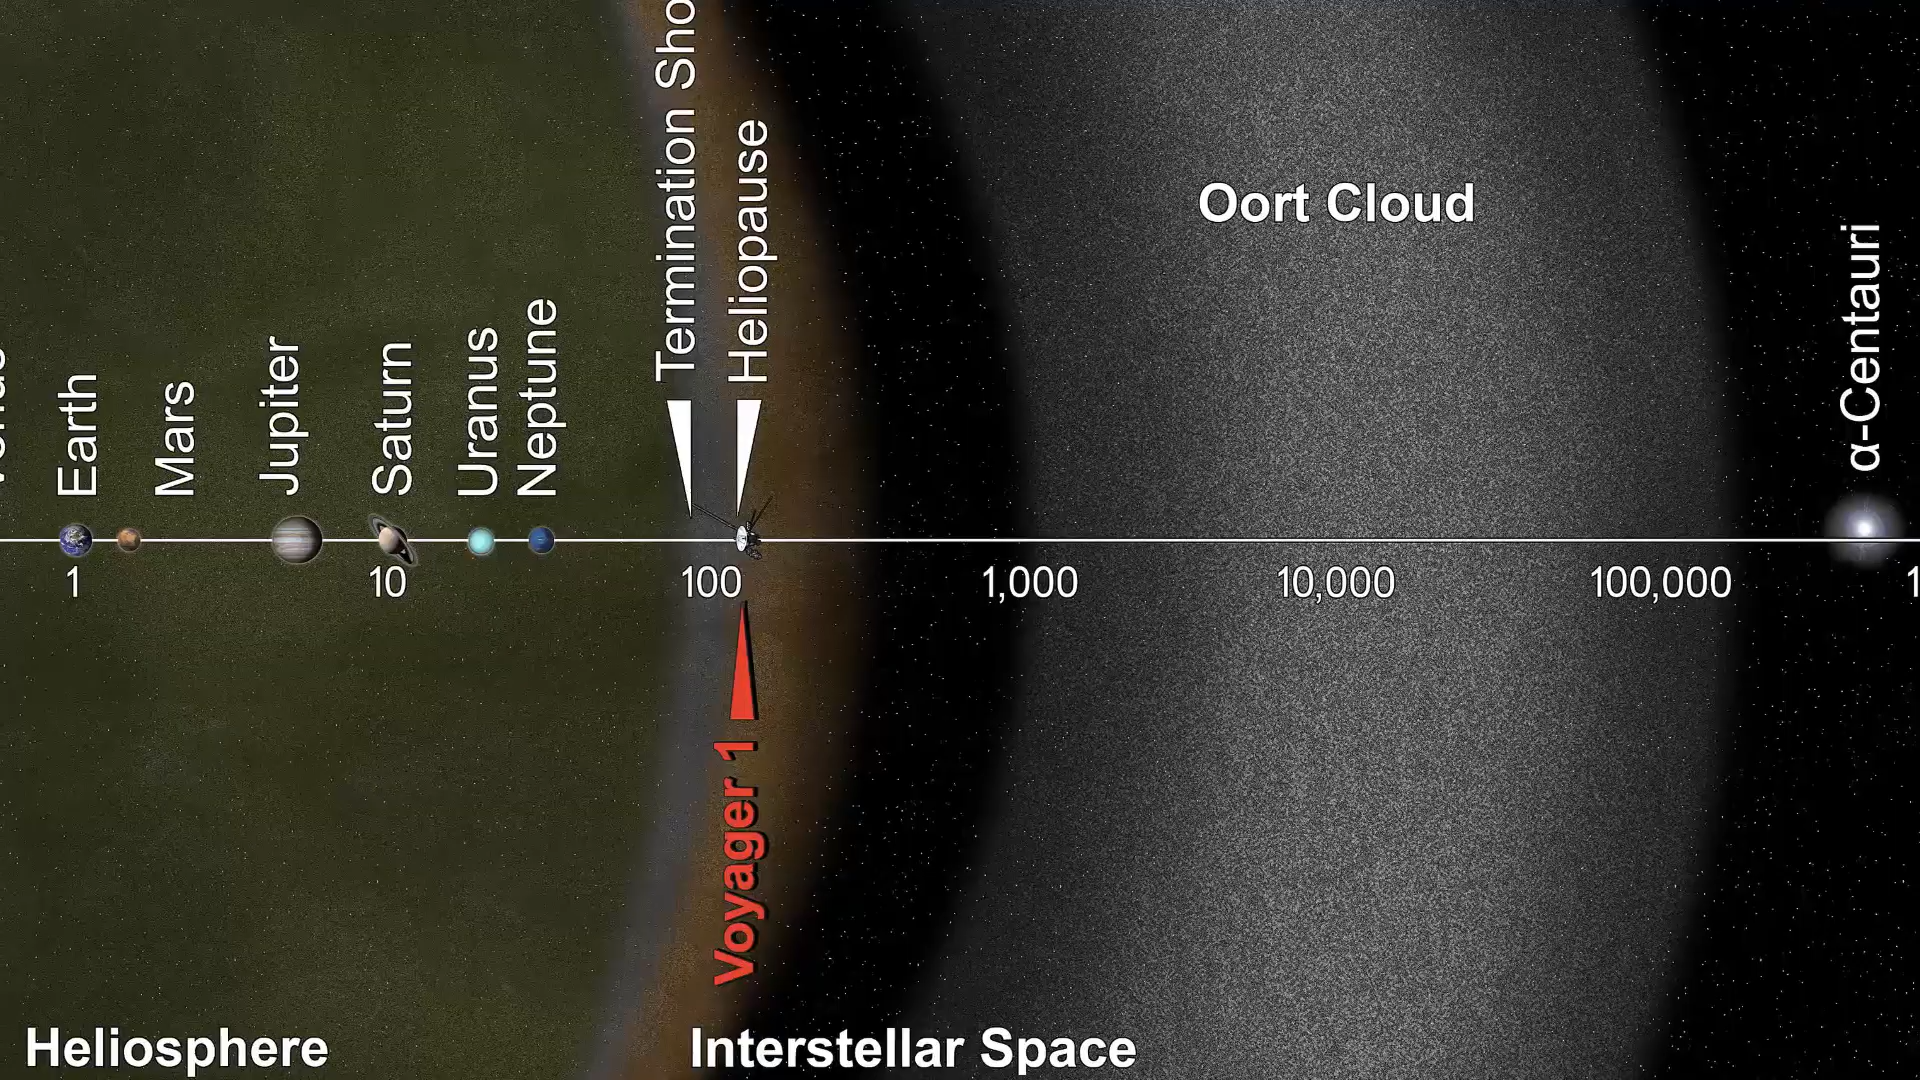 Earth
Mars
Jupiter
Saturn
Uranus
Neptune
Termination
Heliopause
Oort Cloud
α-Centauri
1
10
100
1,000
10,000
100,000
Voyager 1
Heliosphere
Interstellar Space